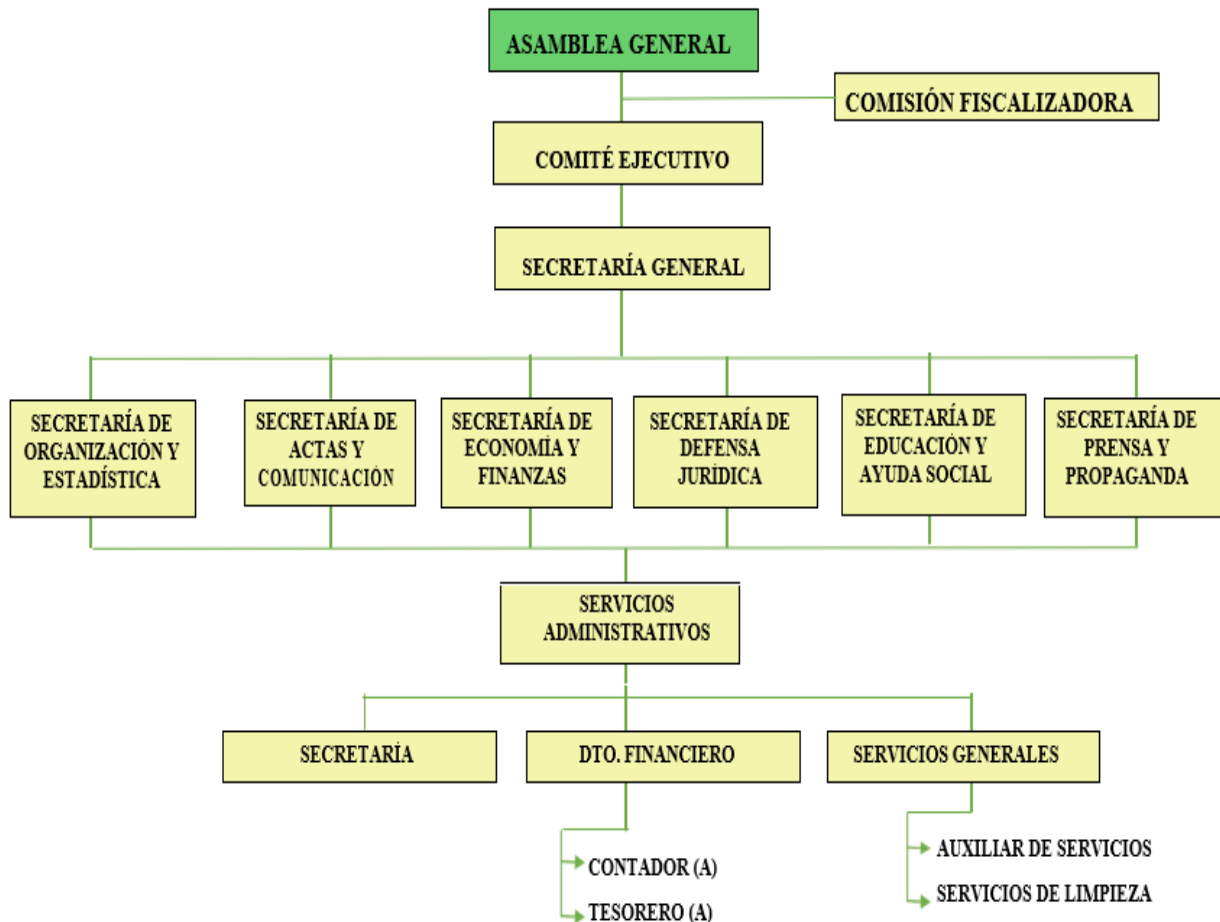 ASAMBLEA GENERAL
COMISIÓN FISCALIZADORA
COMITÉ EJECUTIVO
SECRETARÍA GENERAL
SECRETARÍA DE
ORGANIZACIÓN Y
ESTADÍSTICA
SECRETARÍA DE
ACTAS Y
COMUNICACIÓN
SECRETARÍA DE
ECONOMÍA Y
FINANZAS
SECRETARÍA DE
DEFENSA
JURÍDICA
SECRETARÍA DE
EDUCACIÓN Y
AYUDA SOCIAL
SECRETARÍA DE
PRENSA Y
PROPAGANDA
SERVICIOS
ADMINISTRATIVOS
SECRETARÍA
DTO. FINANCIERO
SERVICIOS GENERALES
CONTADOR (A)
TESORERO (A)
AUXILIAR DE SERVICIOS
SERVICIOS DE LIMPIEZA